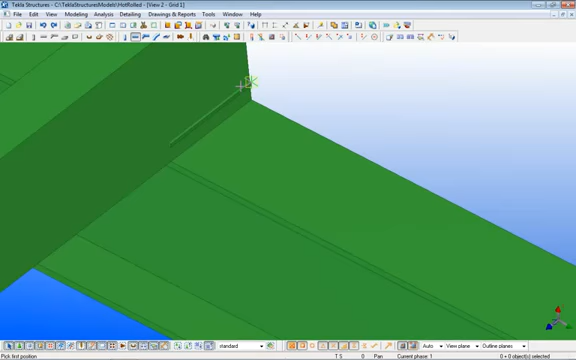 Tekla Structures - C:\TeklaStructuresModels\HotRolled - [View 2 - Grid 1]
File Edit View Modeling Analysis Detailing Drawings & Reports Tools Window Help
standard
Auto
View plane
Outline planes
Pick first position
T S 0 Pan Current phase: 1 0 + 0 object(s) selected